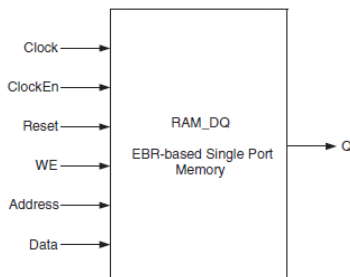 Clock
ClockEn
Reset
WE
Address
Data
RAM_DQ
EBR-based Single Port
Memory
Q